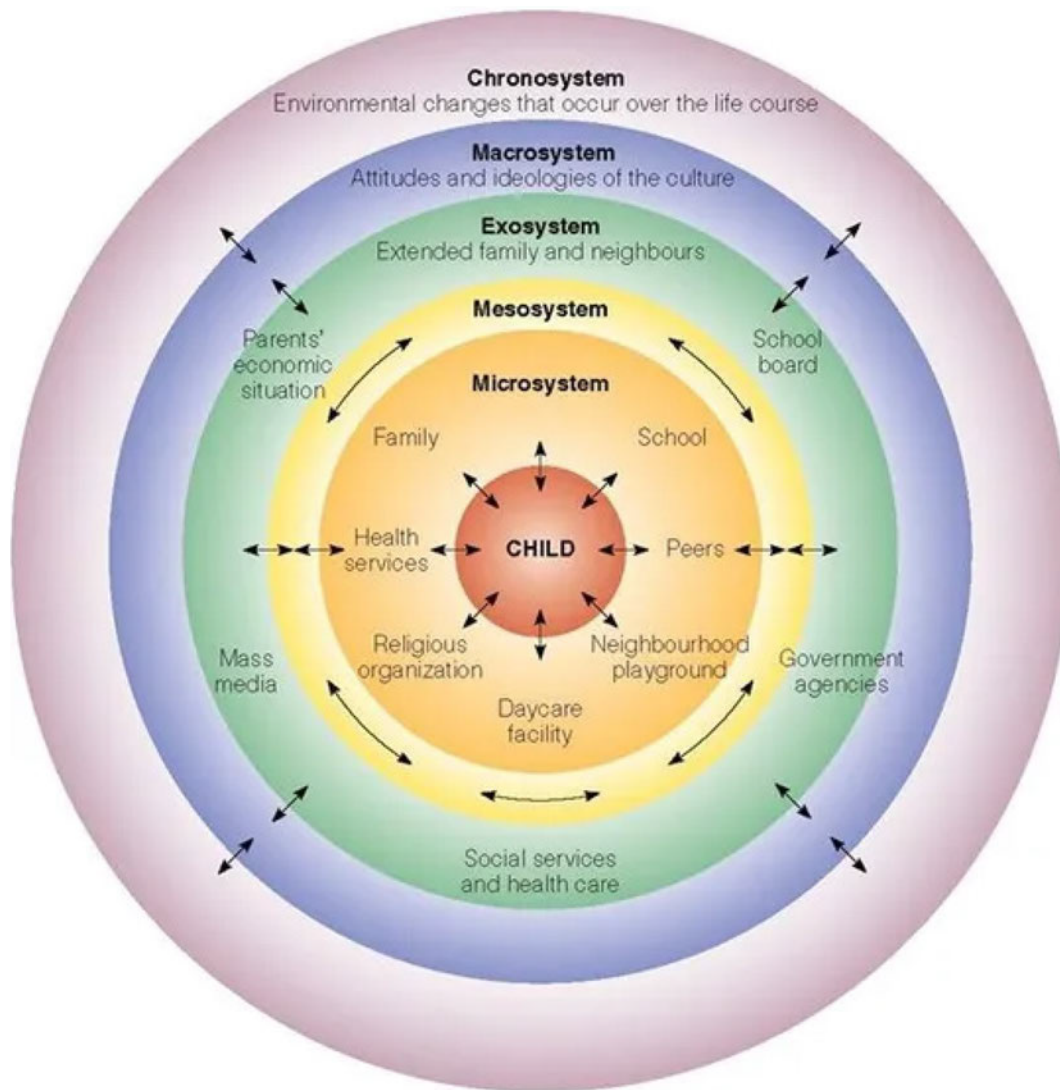 Chronosystem
Environmental changes that occur over the life course
Macrosystem
Attitudes and ideologies of the culture
Exosystem
Extended family and neighbours
Mesosystem
Parents'
economic
situation
School
board
Microsystem
Family
School
Health
services
CHILD
Peers
Religious
organization
Neighbourhood
playground
Mass
media
Government
agencies
Daycare
facility
Social services
and health care